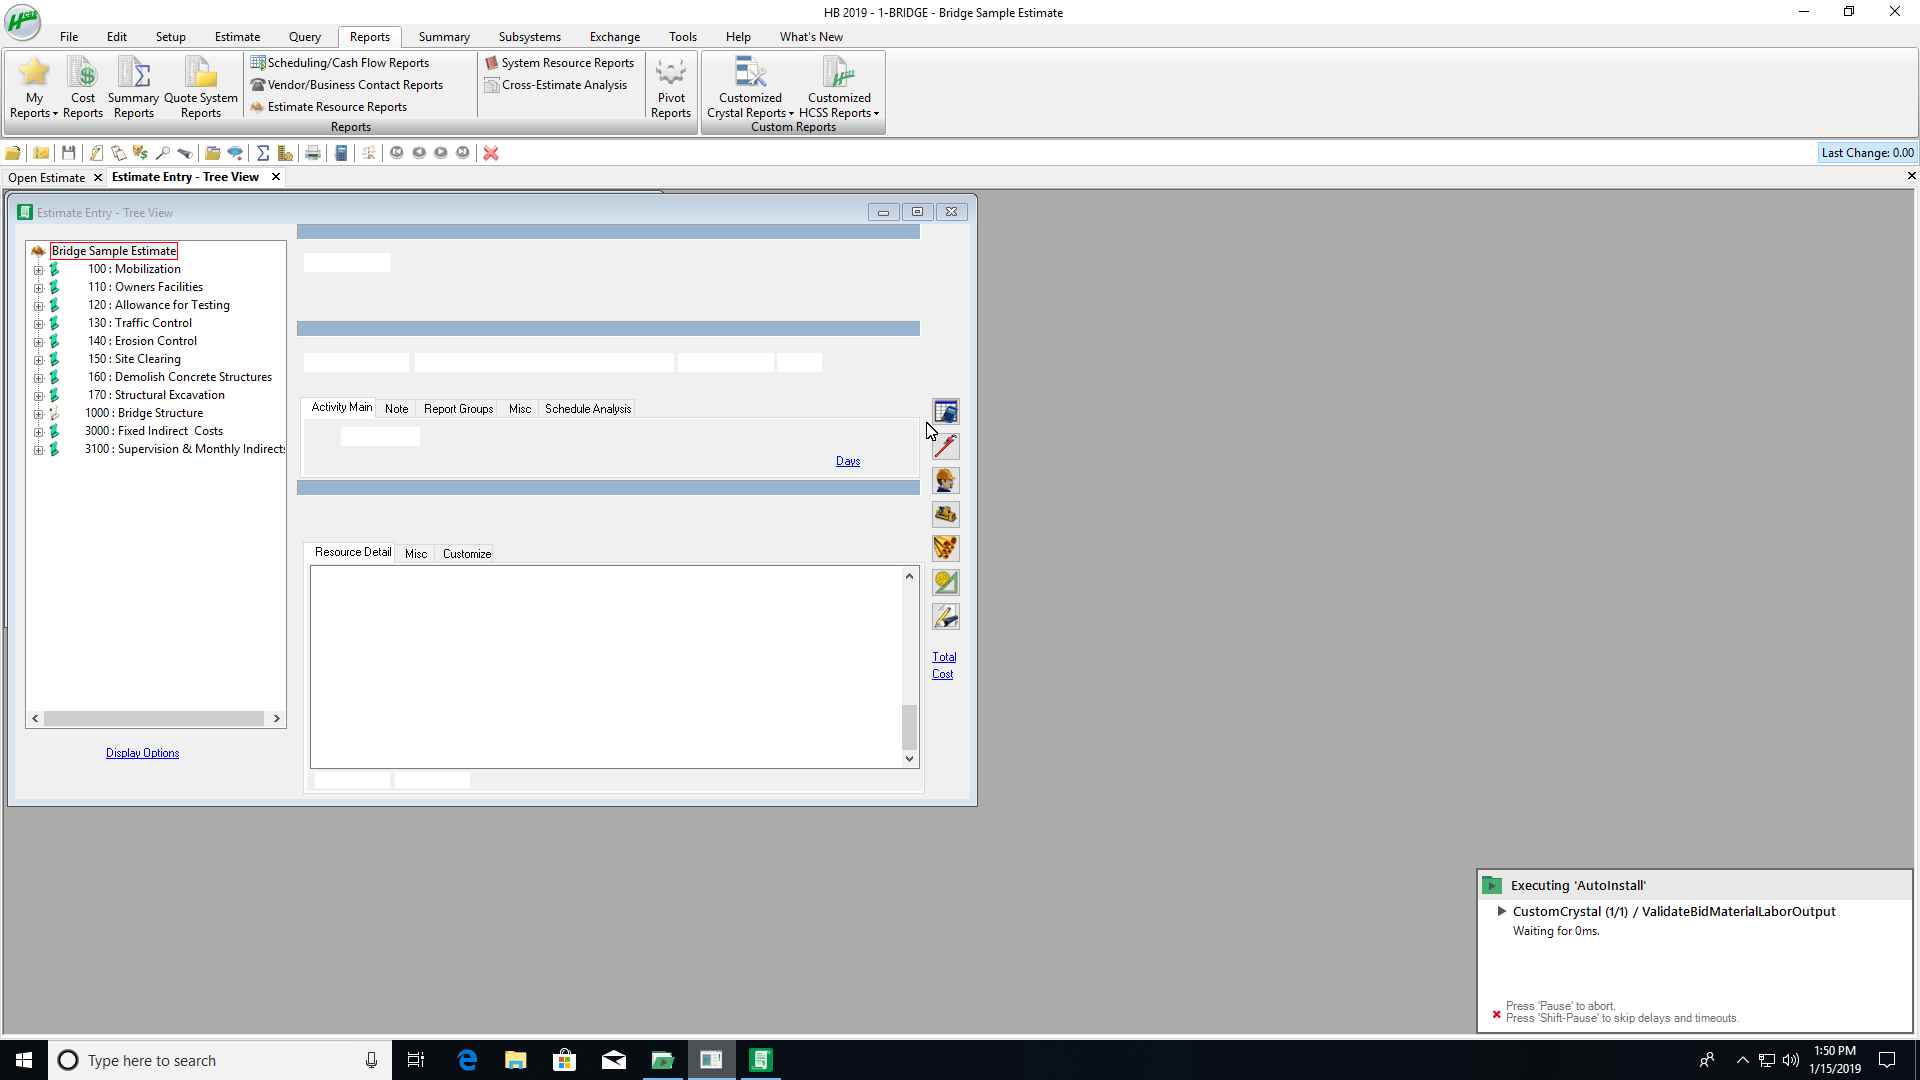 HB 2019 - 1-BRIDGE - Bridge Sample Estimate
File Edit Setup Estimate Query Reports Summary Subsystems Exchange Tools Help What's New
My Reports
Cost Reports
Summary Reports
Quote System Reports
Scheduling/Cash Flow Reports
Vendor/Business Contact Reports
Estimate Resource Reports
System Resource Reports
Cross-Estimate Analysis
Pivot Reports
Customized Crystal Reports
Customized HCSS Reports
Reports
Custom Reports
Last Change: 0.00
Open Estimate
Estimate Entry - Tree View
Estimate Entry - Tree View
Bridge Sample Estimate
100 : Mobilization
110 : Owners Facilities
120 : Allowance for Testing
130 : Traffic Control
140 : Erosion Control
150 : Site Clearing
160 : Demolish Concrete Structures
170 : Structural Excavation
1000 : Bridge Structure
3000 : Fixed Indirect Costs
3100 : Supervision & Monthly Indirects
Display Options
Activity Main Note Report Groups Misc Schedule Analysis
Days
Resource Detail Misc Customize
Total
Cost
Executing 'AutoInstall'
CustomCrystal (1/1) / ValidateBidMaterialLaborOutput
Waiting for 0ms.
Press 'Pause' to abort.
Press 'Shift-Pause' to skip delays and timeouts.
Type here to search
1:50 PM
1/15/2019